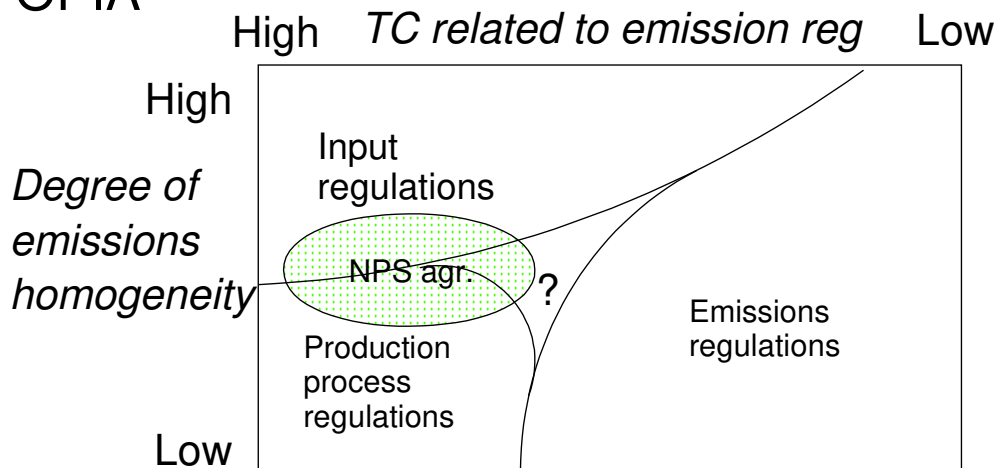 High TC related to emission reg Low
High
Input
regulations
Degree of
emissions
homogeneity
NPS agr.
?
Emissions
regulations
Production
process
regulations
Low